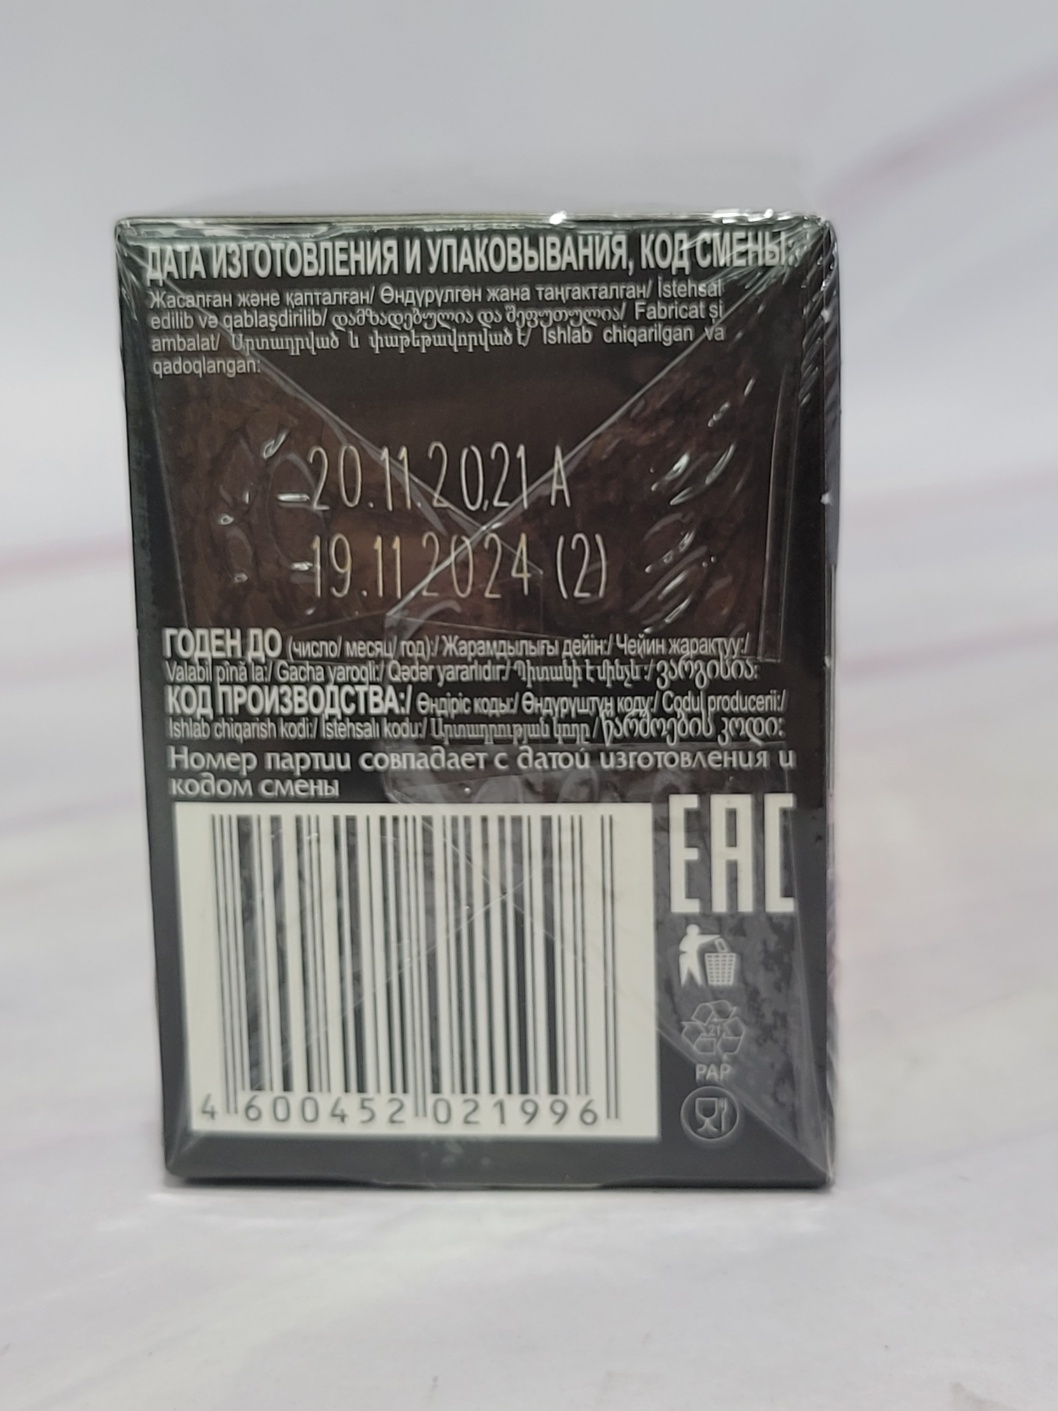 ДАТА ИЗГОТОВЛЕНИЯ И УПАКОВЫВАНИЯ, КОД СМЕНЫ:
Жасалған және қапталған/ Өндүрүлгөн жана таңгакталган/ İstehsal
edilib və qablaşdirilib/ დამზადებულია და შეფუთულია/ Fabricat şi
ambalat/ Արտադրված և փաթեթավորված է/ Ishlab chiqarilgan va
qadoqlangan:
20.11.2021 A
19.11.2024 (2)
ГОДЕН ДО (число/ месяц/ год):/ Жарамдылығы дейін:/ Чейин жарактуу:/
Valabil pînă la:/ Gacha yaroqli:/ Qədər yararlıdır:/ Պիտանի է մինչև:/ ვარგისია:
КОД ПРОИЗВОДСТВА:/ Өндіріс коды:/ Өндүрүштүн коду:/ Codul producerii:/
Ishlab chiqarish kodi:/ İstehsalı kodu:/ Արտադրության կոդը/ წარმოების კოდი:
Номер партии совпадает с датой изготовления и
кодом смены
EAC
21
PAP
4 600452 021996